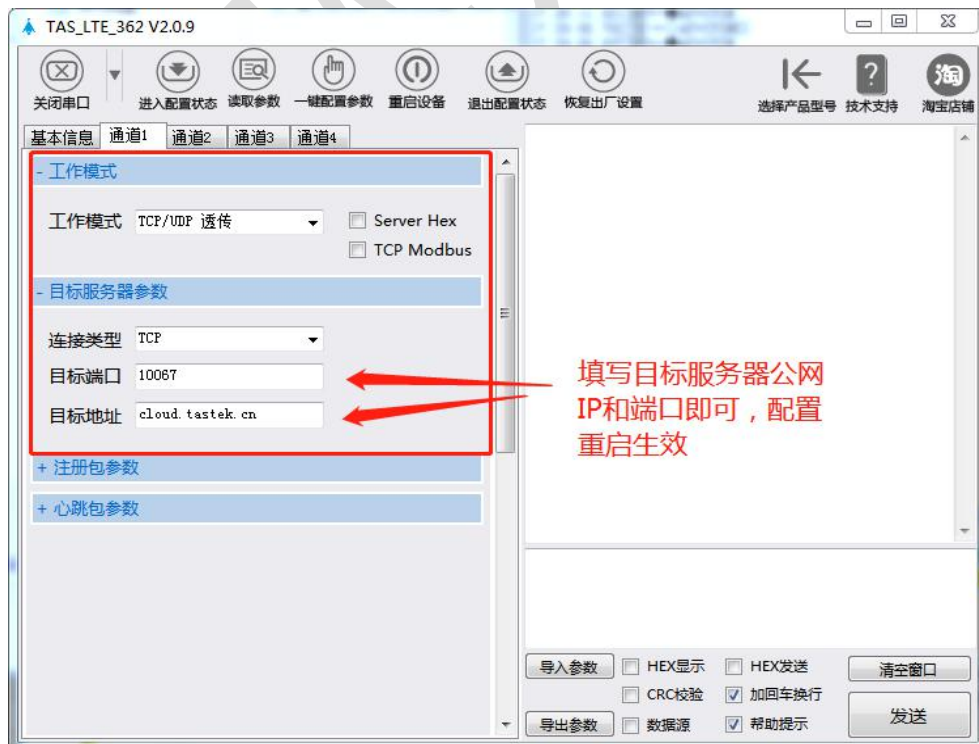 TAS_LTE_362 V2.0.9
关闭串口 进入配置状态 读取参数 一键配置参数 重启设备 退出配置状态 恢复出厂设置 选择产品型号 ? 技术支持 淘 淘宝店铺
基本信息 通道1 通道2 通道3 通道4
- 工作模式
工作模式 TCP/UDP 透传 Server Hex
TCP Modbus
- 目标服务器参数
连接类型 TCP
目标端口 10067
目标地址 cloud.tastek.cn
+ 注册包参数
+ 心跳包参数
填写目标服务器公网
IP和端口即可，配置
重启生效
导入参数 HEX显示 HEX发送 清空窗口
CRC校验 加回车换行
导出参数 数据源 帮助提示 发送